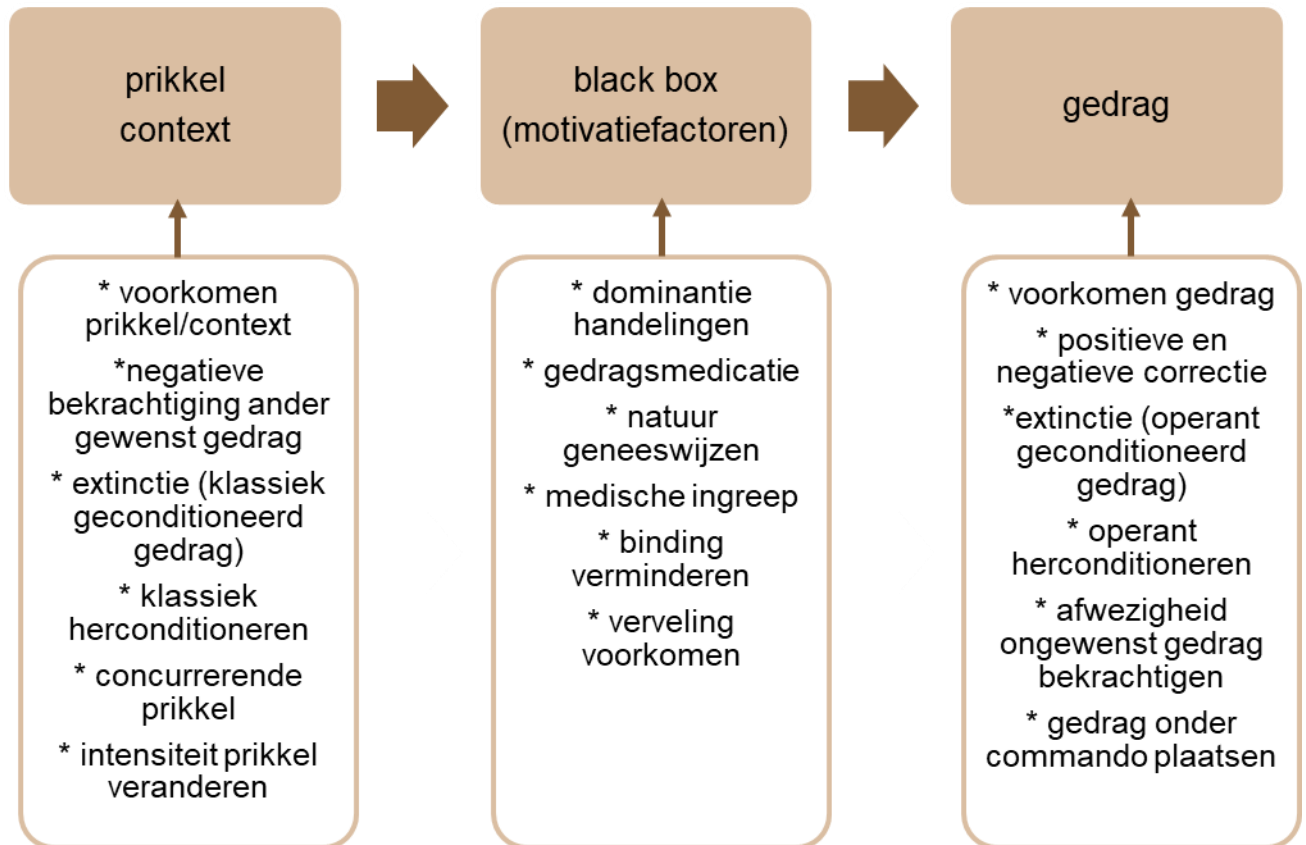 prikkel
context
black box
(motivatiefactoren)
gedrag
* voorkomen
prikkel/context
*negatieve
bekrachtiging ander
gewenst gedrag
* extinctie (klassiek
geconditioneerd
gedrag)
* klassiek
herconditioneren
* concurrerende
prikkel
* intensiteit prikkel
veranderen
* dominantie
handelingen
* gedragsmedicatie
* natuur
geneeswijzen
* medische ingreep
* binding
verminderen
* verveling
voorkomen
* voorkomen gedrag
* positieve en
negatieve correctie
*extinctie (operant
geconditioneerd
gedrag)
* operant
herconditioneren
* afwezigheid
ongewenst gedrag
bekrachtigen
* gedrag onder
commando plaatsen